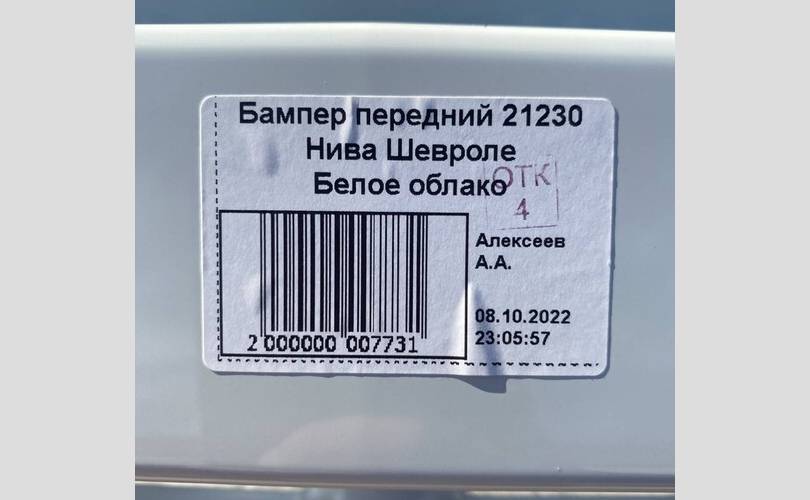 Бампер передний 21230
Нива Шевроле
Белое облако
ОТК
4
Алексеев
А.А.
08.10.2022
23:05:57
2 000000 007731